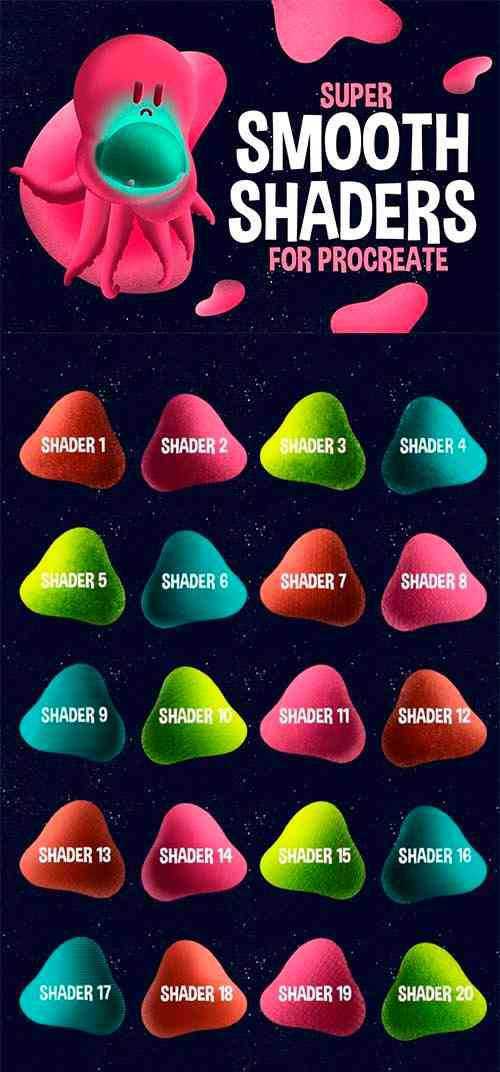 SUPER
SMOOTH
SHADERS
FOR PROCREATE
SHADER 1
SHADER 2
SHADER 3
SHADER 4
SHADER 5
SHADER 6
SHADER 7
SHADER 8
SHADER 9
SHADER 10
SHADER 11
SHADER 12
SHADER 13
SHADER 14
SHADER 15
SHADER 16
SHADER 17
SHADER 18
SHADER 19
SHADER 20